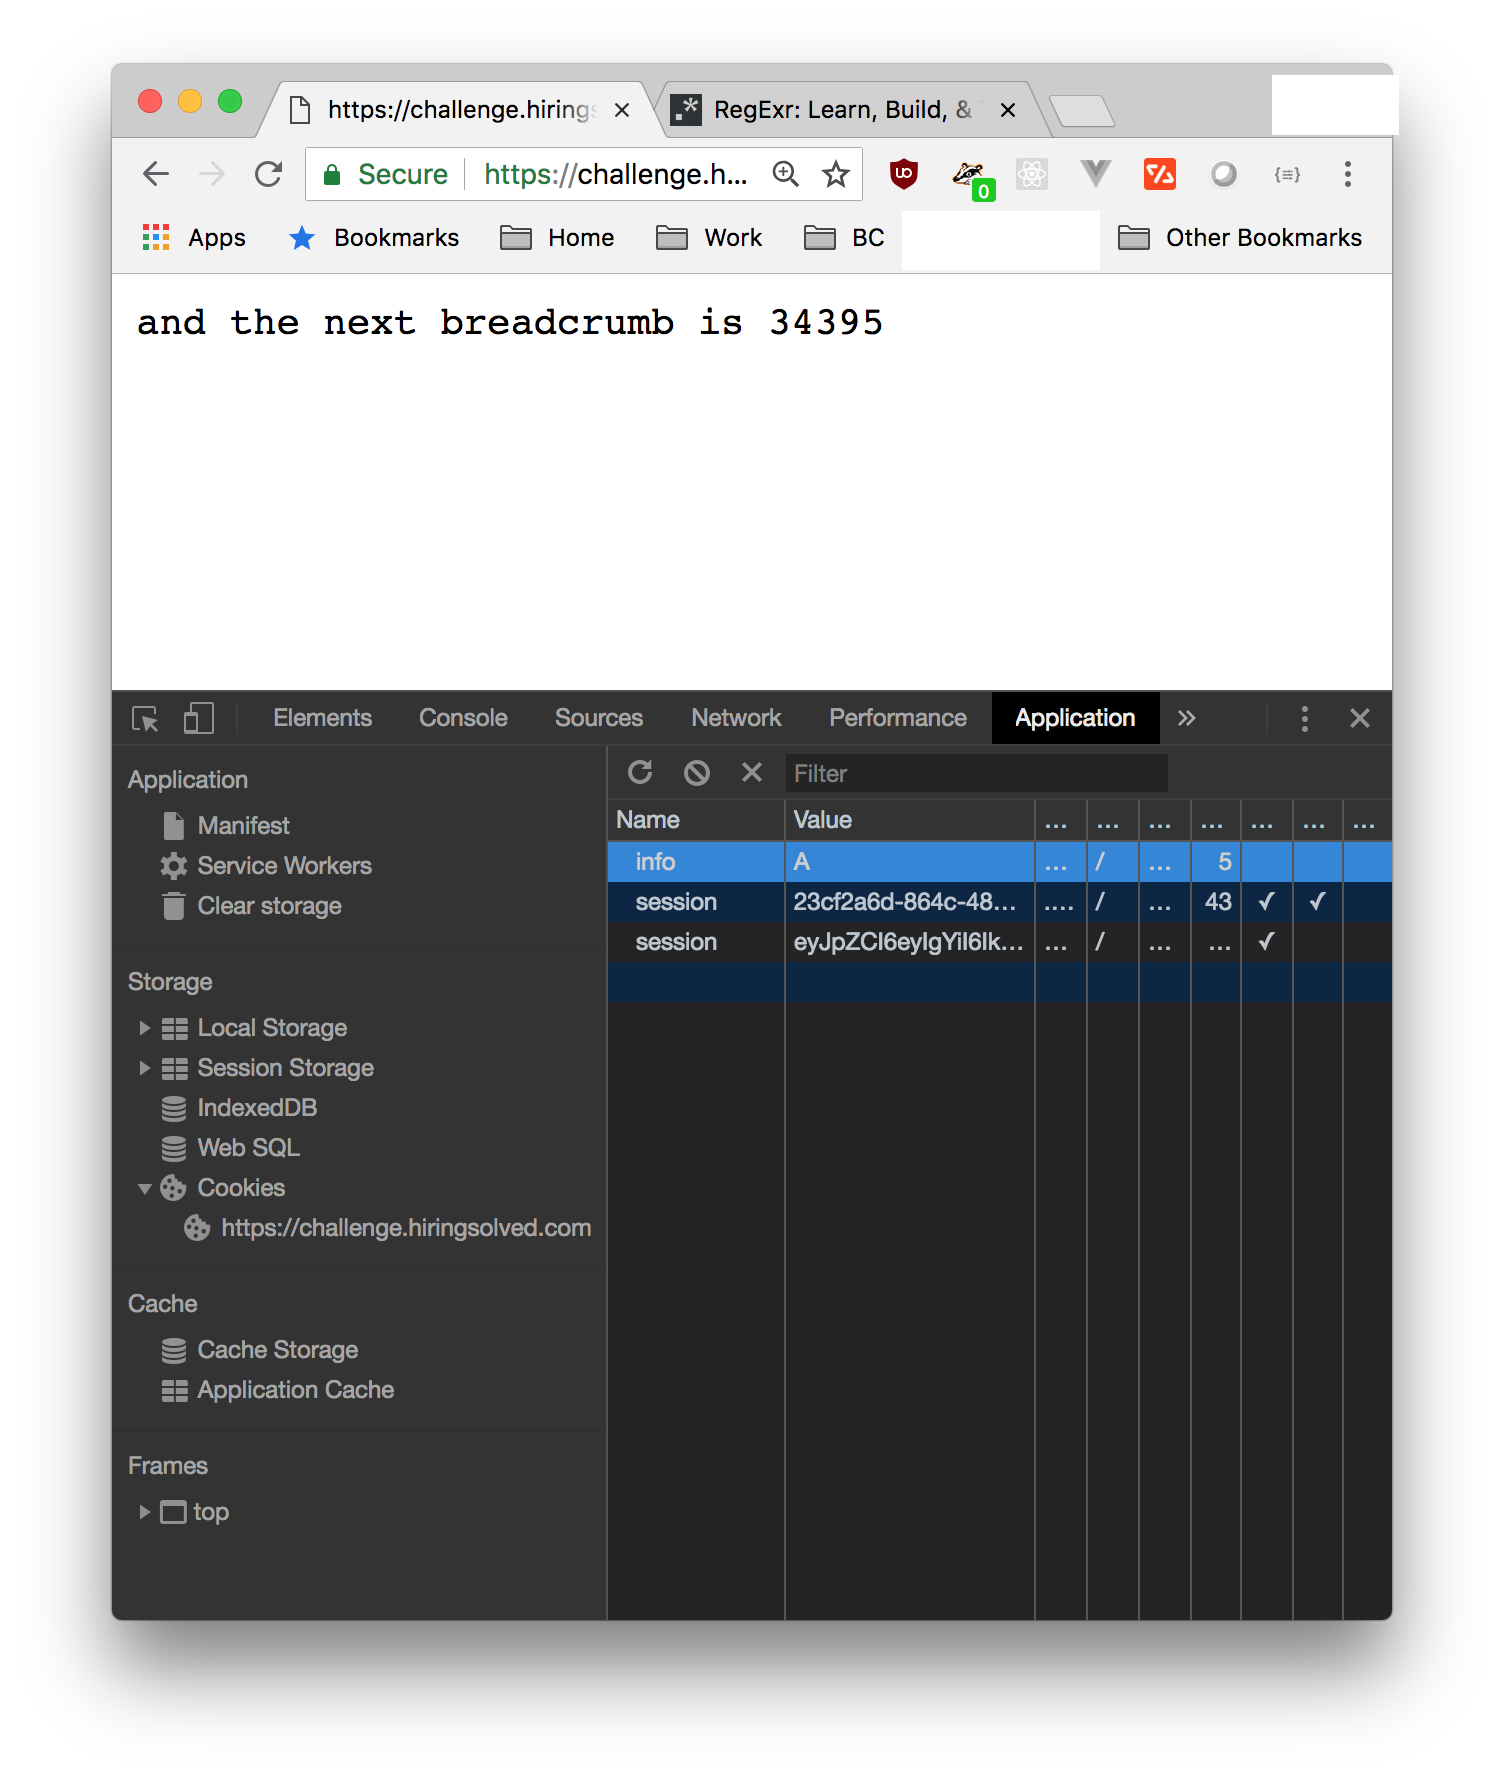 https://challenge.hirings
RegExr: Learn, Build, &
Secure https://challenge.h...
0
Apps Bookmarks Home Work BC Other Bookmarks
and the next breadcrumb is 34395
Elements Console Sources Network Performance Application
Application
Manifest
Service Workers
Clear storage
Storage
Local Storage
Session Storage
IndexedDB
Web SQL
Cookies
https://challenge.hiringsolved.com
Cache
Cache Storage
Application Cache
Frames
top
Filter
Name Value ... ... ... ... ... ... ...
info A ... / ... 5
session 23cf2a6d-864c-48... .... / ... 43 ✓ ✓
session eyJpZCI6eyIgYiI6Ik... ... / ... ... ✓